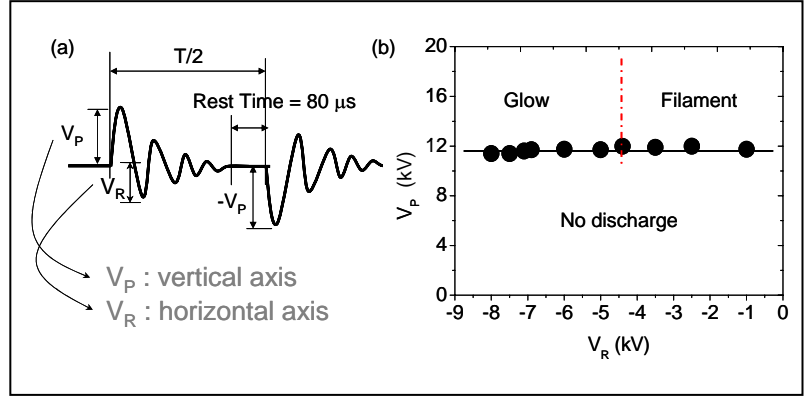 (a)
T/2
Rest Time = 80 μs
V_P
V_R
-V_P
V_P : vertical axis
V_R : horizontal axis
(b)
20
16
12
8
4
0
V_P (kV)
Glow
Filament
No discharge
-9 -8 -7 -6 -5 -4 -3 -2 -1 0
V_R (kV)